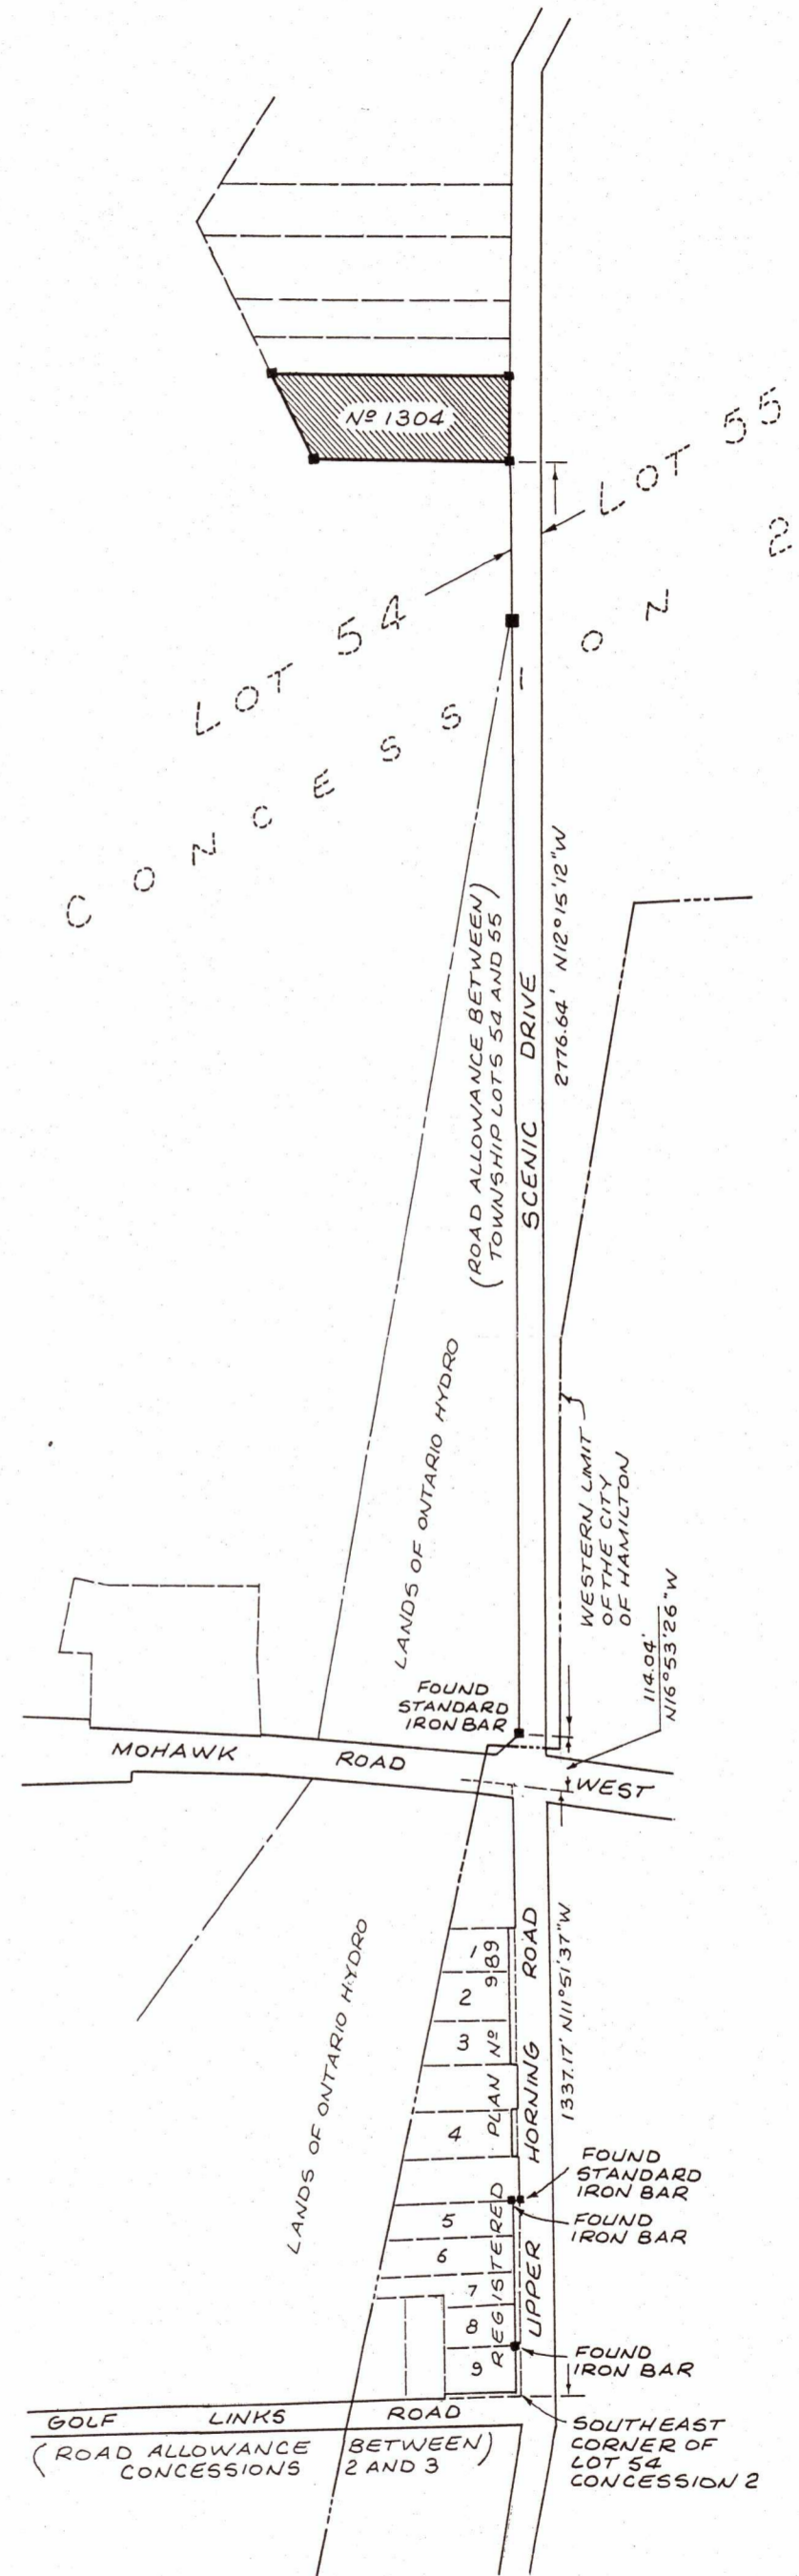 Nº 1304
LOT 55
LOT 54
CONCESSION 2
2776.64' N12°15'12"W
(ROAD ALLOWANCE BETWEEN)
(TOWNSHIP LOTS 54 AND 55)
SCENIC DRIVE
LANDS OF ONTARIO HYDRO
WESTERN LIMIT
OF THE CITY
OF HAMILTON
114.04'
N16°53'26"W
FOUND
STANDARD
IRON BAR
MOHAWK ROAD WEST
LANDS OF ONTARIO HYDRO
1
2
3
4
5
6
7
8
9
REGISTERED PLAN Nº 989
UPPER HORNING ROAD
1337.17' N11°51'37"W
FOUND
STANDARD
IRON BAR
FOUND
IRON BAR
FOUND
IRON BAR
GOLF LINKS ROAD
(ROAD ALLOWANCE BETWEEN)
CONCESSIONS 2 AND 3
SOUTHEAST
CORNER OF
LOT 54
CONCESSION 2